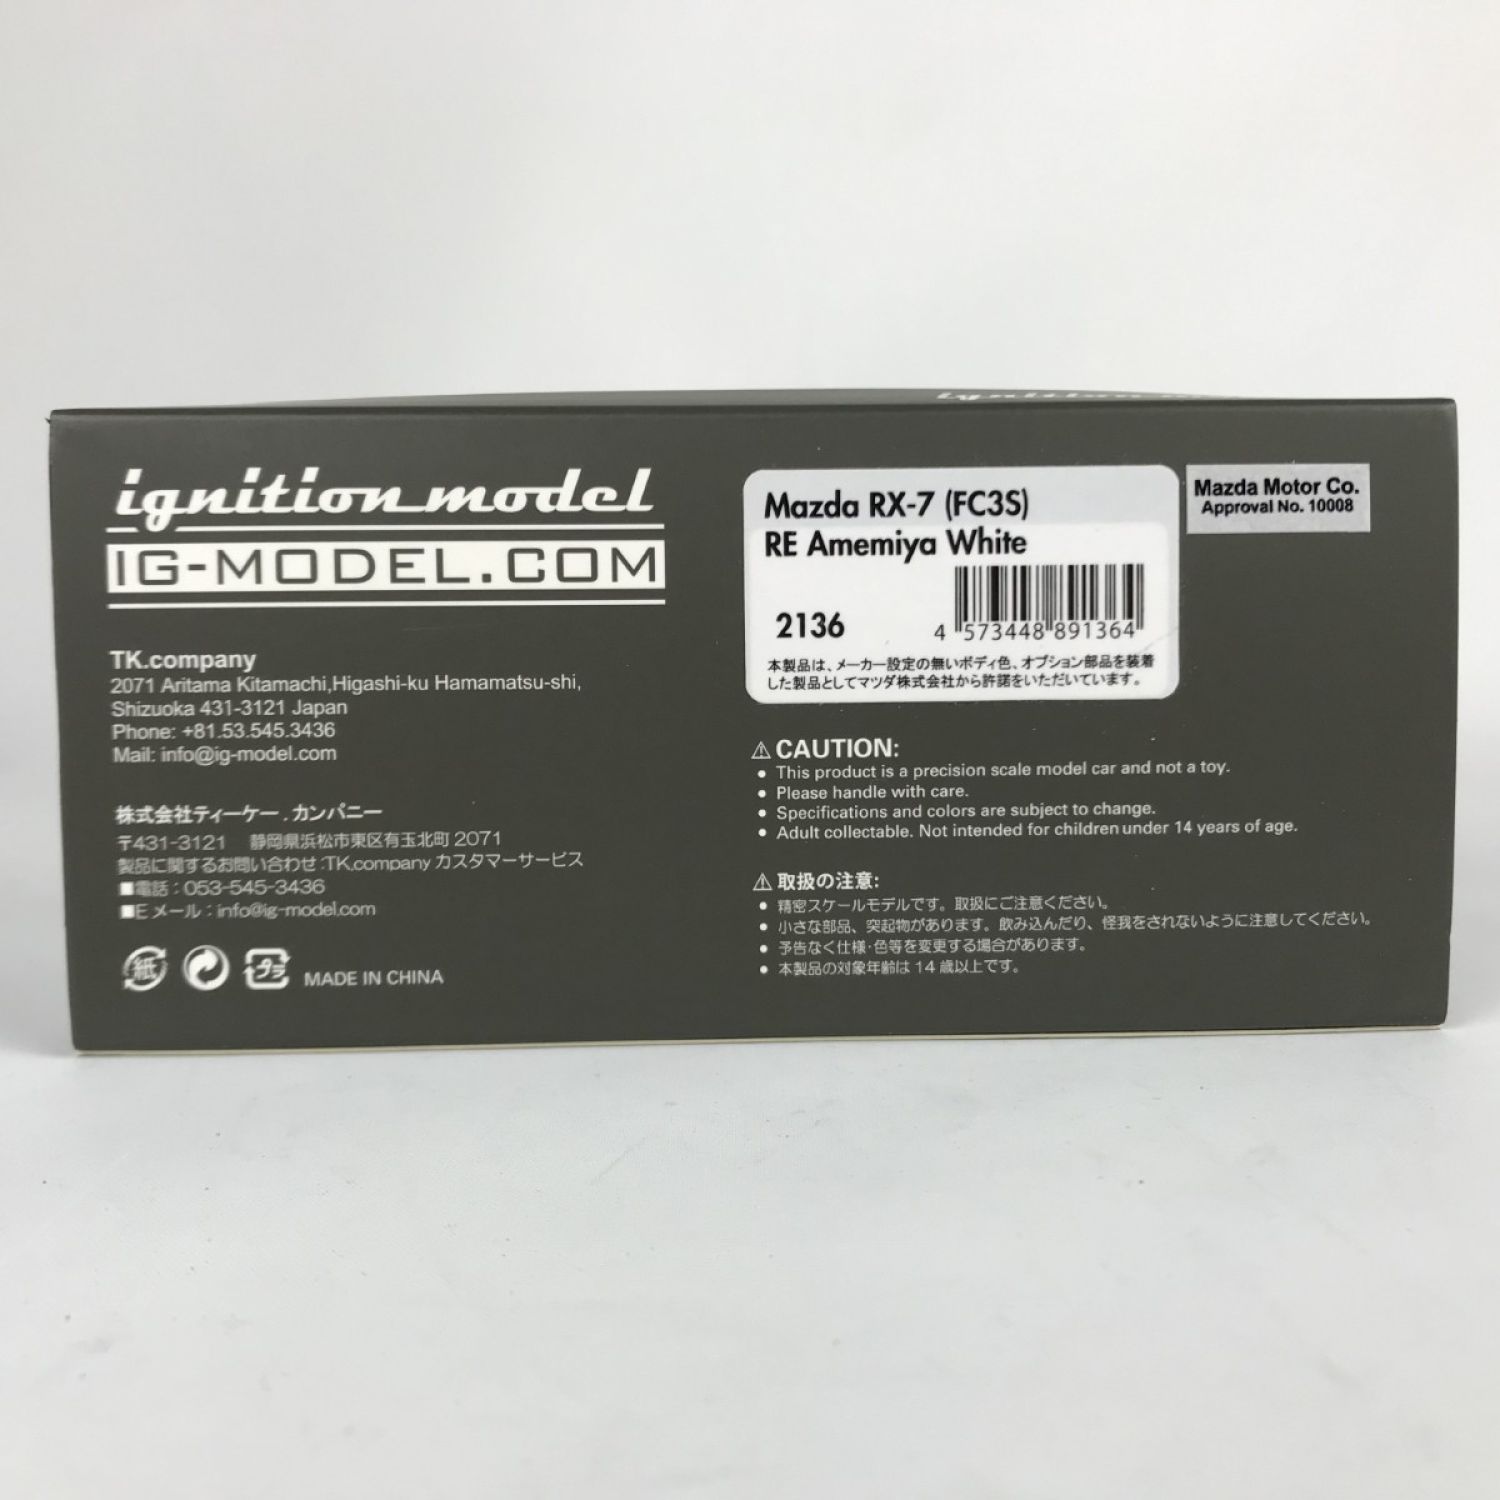 ignition model
IG-MODEL.COM
TK.company
2071 Aritama Kitamachi,Higashi-ku Hamamatsu-shi,
Shizuoka 431-3121 Japan
Phone: +81.53.545.3436
Mail: info@ig-model.com
株式会社ティーケー.カンパニー
〒431-3121 静岡県浜松市東区有玉北町2071
製品に関するお問い合わせ:TK.company カスタマーサービス
■電話:053-545-3436
■Eメール:info@ig-model.com
紙
プラ
MADE IN CHINA
Mazda RX-7 (FC3S)
RE Amemiya White
2136
4 573448 891364
本製品は、メーカー設定の無いボディ色、オプション部品を装着
した製品としてマツダ株式会社から許諾をいただいています。
Mazda Motor Co.
Approval No. 10008
⚠ CAUTION:
• This product is a precision scale model car and not a toy.
• Please handle with care.
• Specifications and colors are subject to change.
• Adult collectable. Not intended for children under 14 years of age.
⚠ 取扱の注意:
• 精密スケールモデルです。取扱にご注意ください。
• 小さな部品、突起物があります。飲み込んだり、怪我をされないように注意してください。
• 予告なく仕様・色等を変更する場合があります。
• 本製品の対象年齢は14歳以上です。